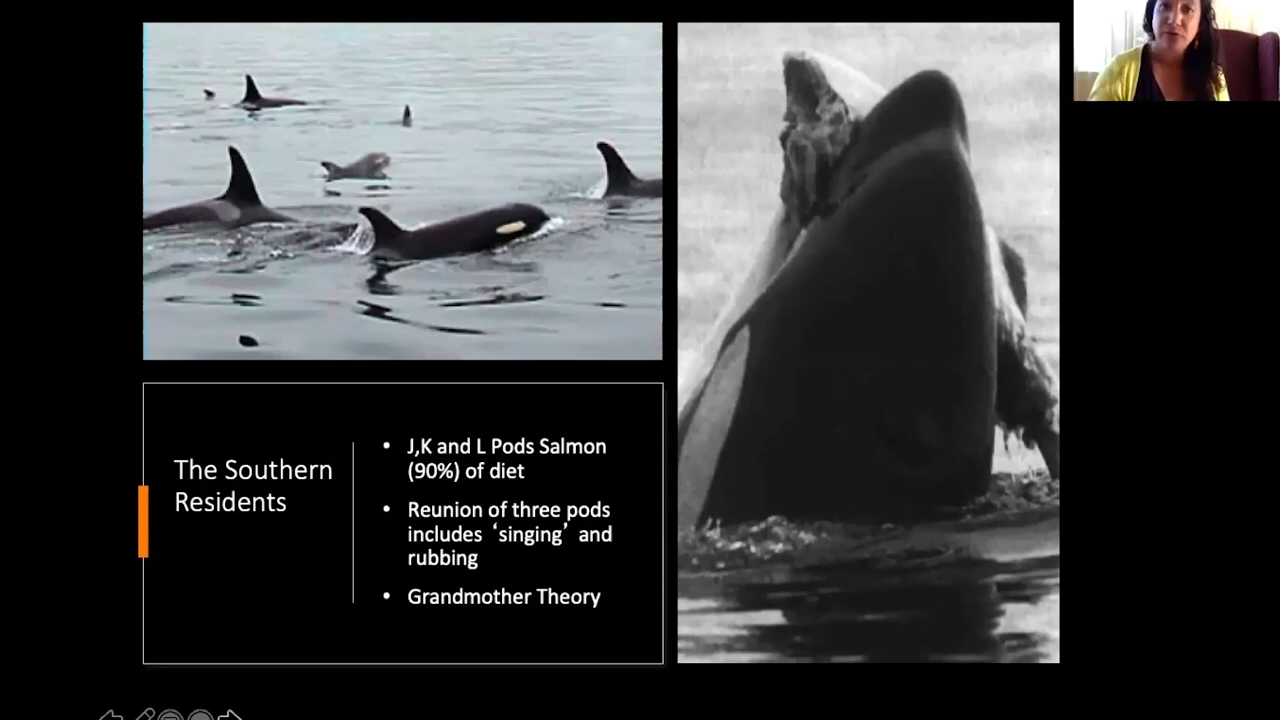 The Southern
Residents
• J,K and L Pods Salmon
(90%) of diet
• Reunion of three pods
includes ‘singing’ and
rubbing
• Grandmother Theory